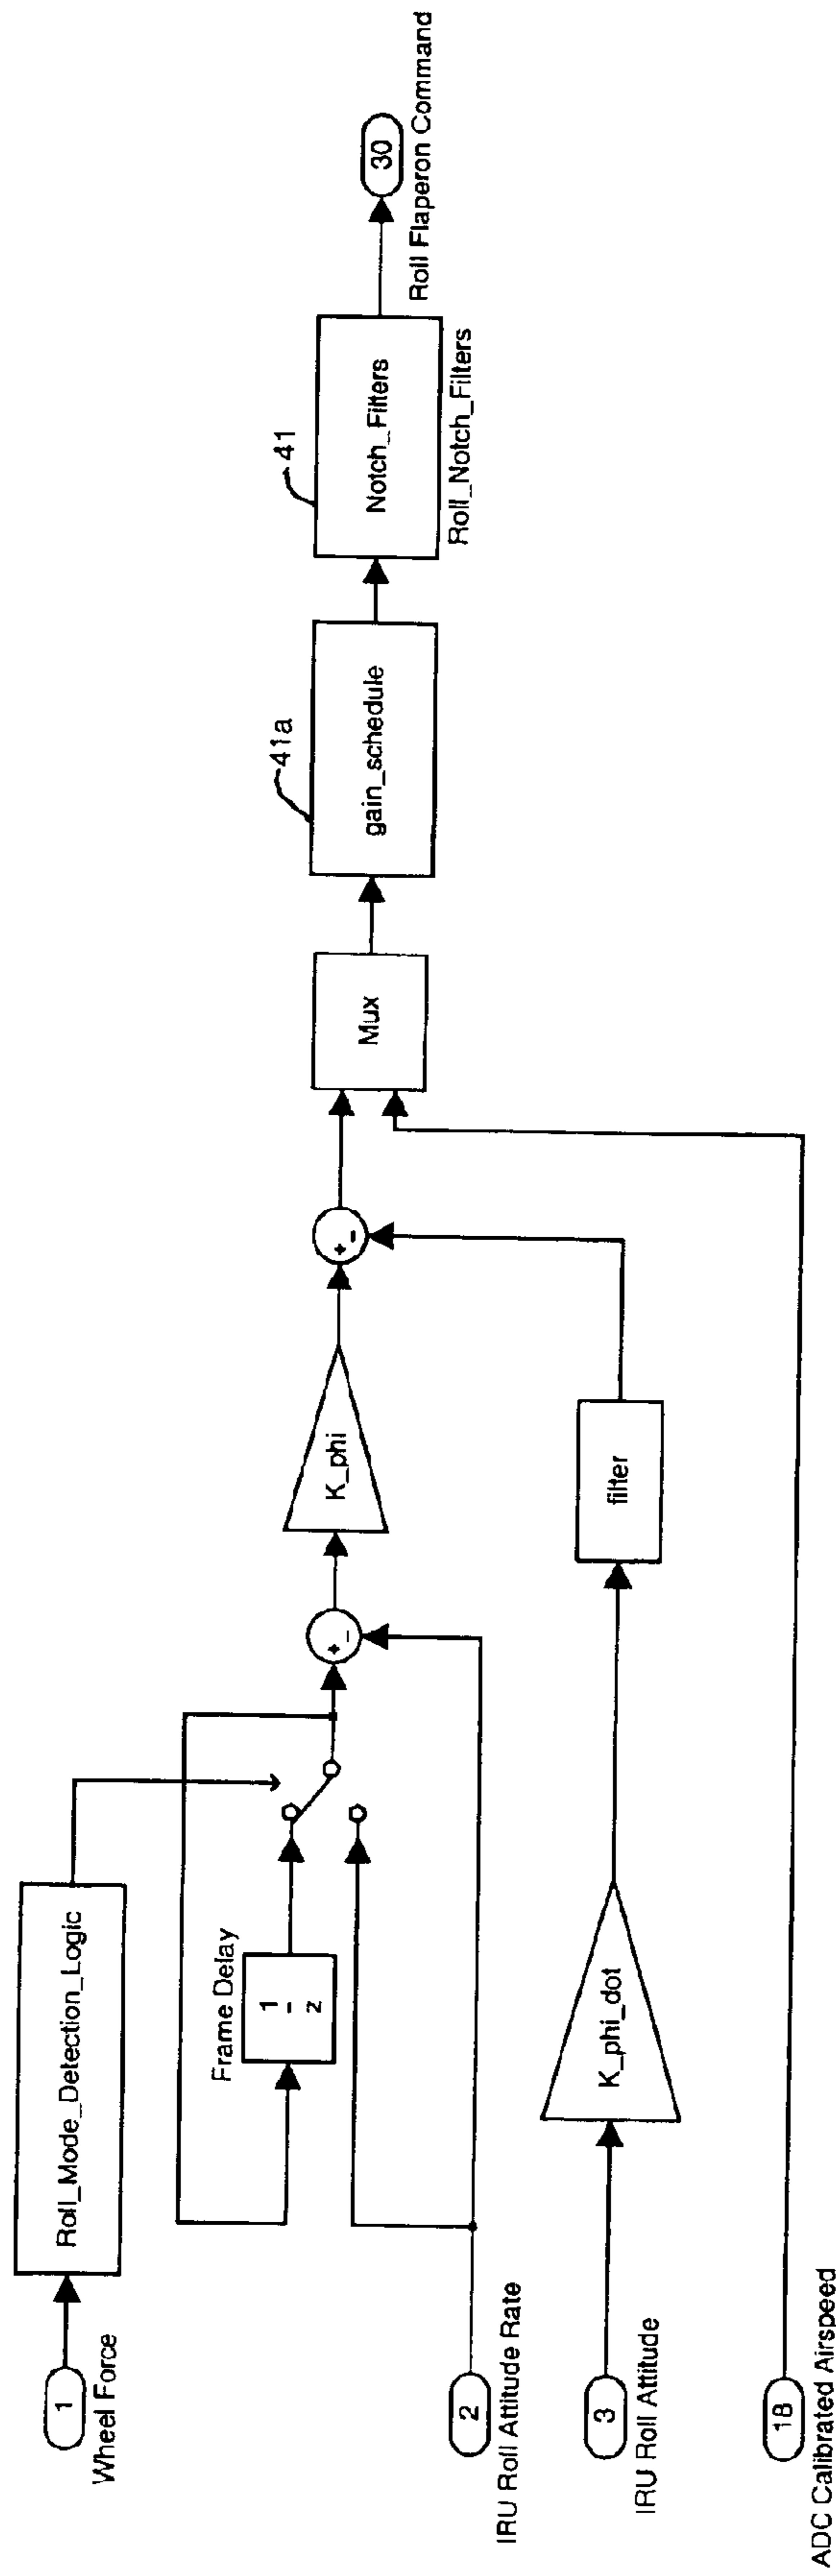 1
Wheel Force
Roll_Mode_Detection_Logic
Frame Delay
1
-
z
2
IRU Roll Attitude Rate
+
-
K_phi
3
IRU Roll Attitude
K_phi_dot
filter
+
-
18
ADC Calibrated Airspeed
Mux
41a
gain_schedule
41
Notch_Filters
Roll_Notch_Filters
30
Roll Flaperon Command